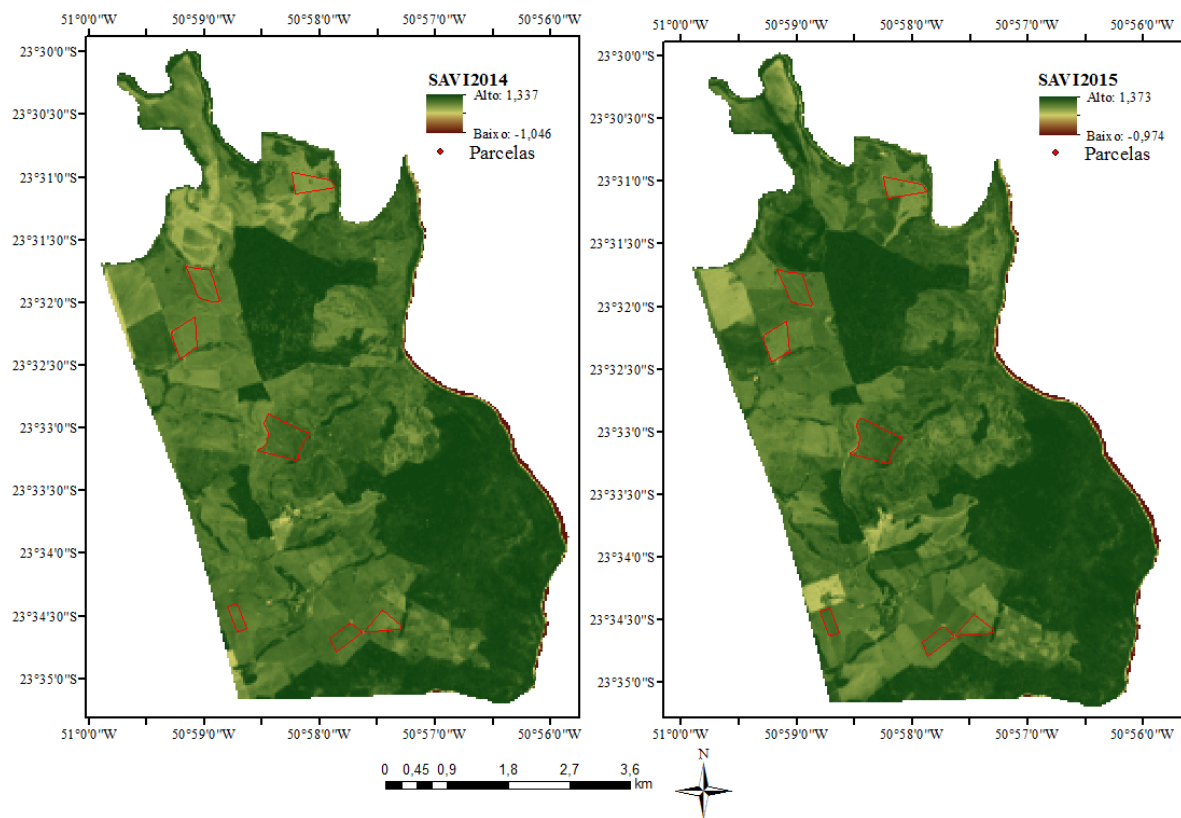 51°0'0"W 50°59'0"W 50°58'0"W 50°57'0"W 50°56'0"W
23°30'0"S
23°30'30"S
23°31'0"S
23°31'30"S
23°32'0"S
23°32'30"S
23°33'0"S
23°33'30"S
23°34'0"S
23°34'30"S
23°35'0"S
SAVI2014
Alto: 1,337
Baixo: -1,046
Parcelas
51°0'0"W 50°59'0"W 50°58'0"W 50°57'0"W 50°56'0"W
51°0'0"W 50°59'0"W 50°58'0"W 50°57'0"W 50°56'0"W
23°30'0"S
23°30'30"S
23°31'0"S
23°31'30"S
23°32'0"S
23°32'30"S
23°33'0"S
23°33'30"S
23°34'0"S
23°34'30"S
23°35'0"S
SAVI2015
Alto: 1,373
Baixo: -0,974
Parcelas
51°0'0"W 50°59'0"W 50°58'0"W 50°57'0"W 50°56'0"W
0 0,45 0,9 1,8 2,7 3,6
km
N